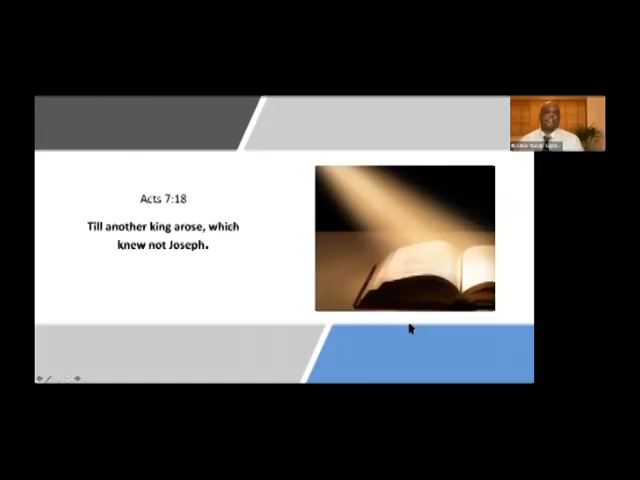 Acts 7:18
Till another king arose, which
knew not Joseph.